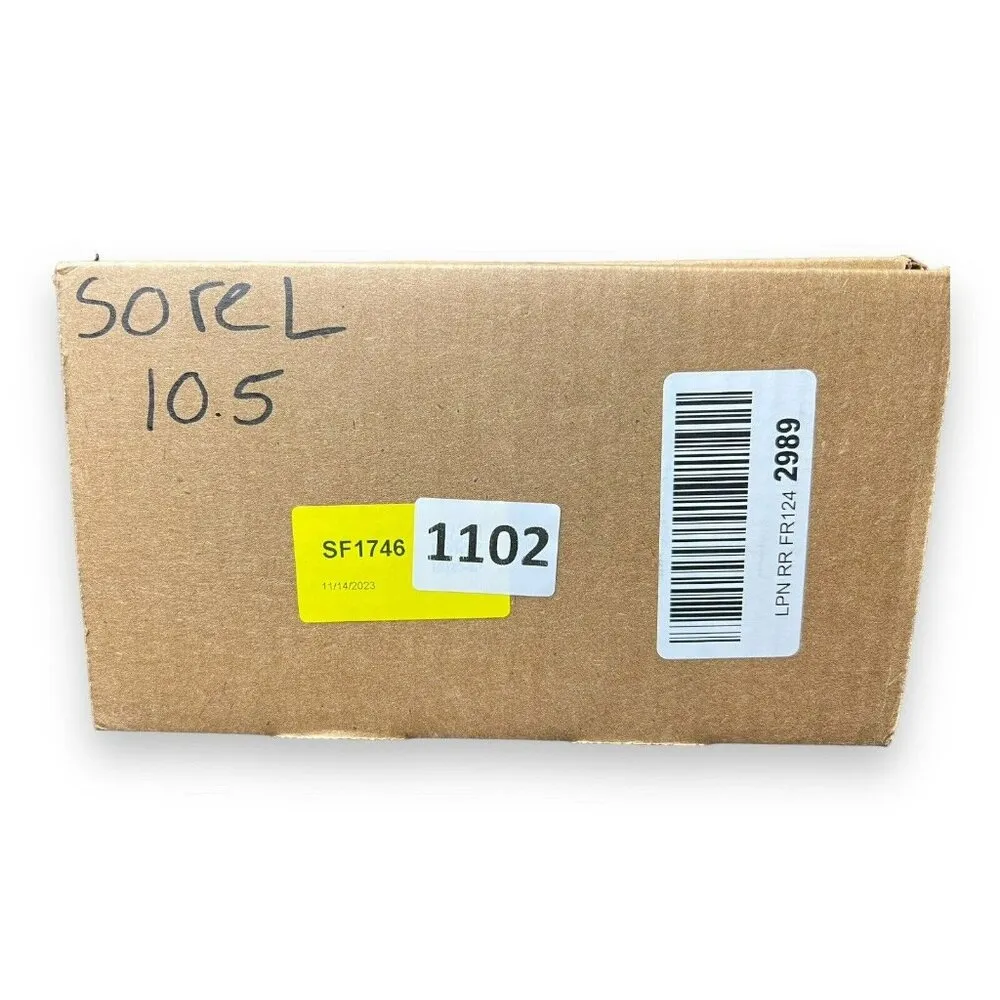 sorel
10.5
SF1746
11/14/2023
1102
LPN RR FR124 2989